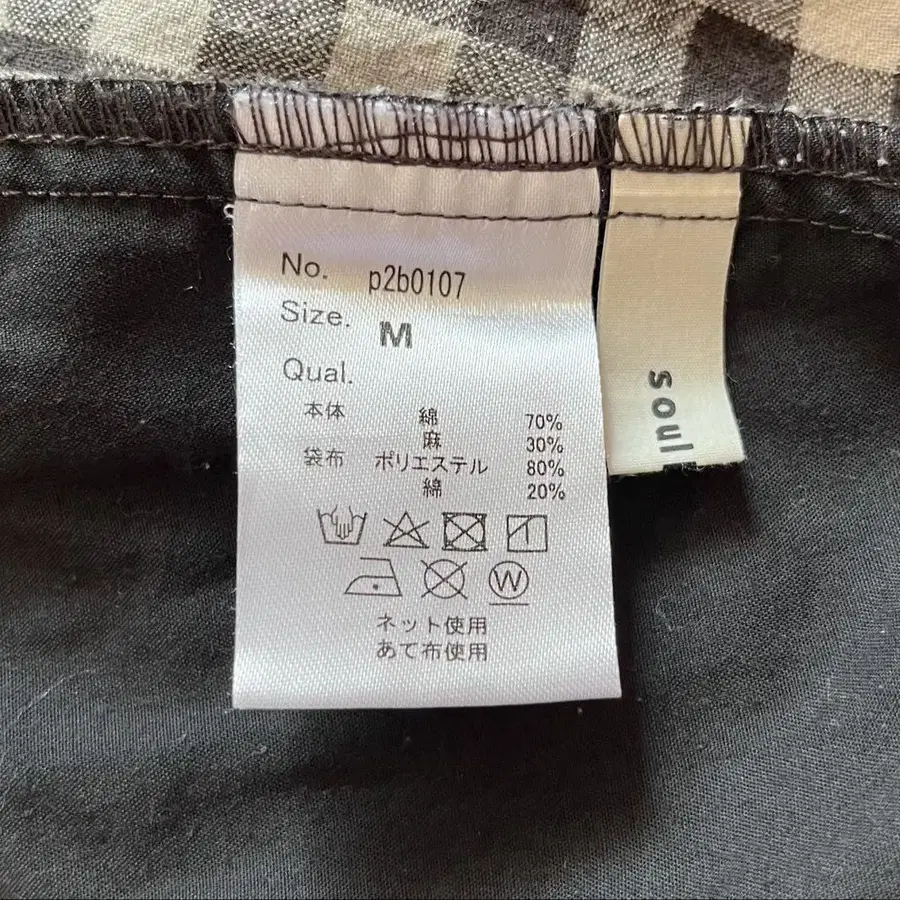 No. p2b0107
Size. M
Qual.
本体 綿 70%
麻 30%
袋布 ポリエステル 80%
綿 20%
W
ネット使用
あて布使用
soul